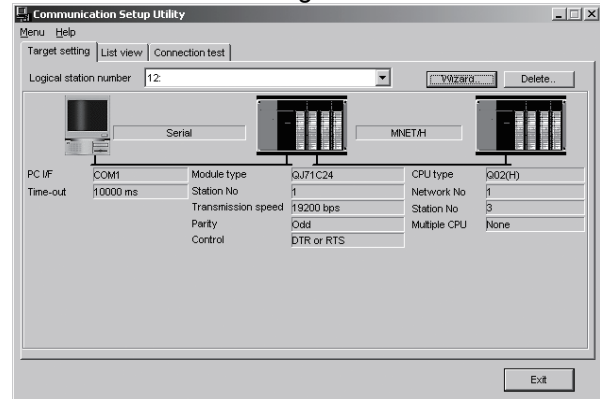 Communication Setup Utility
Menu Help
Target setting List view Connection test
Logical station number 12: Wizard... Delete..
Serial MNET/H
PC I/F COM1 Module type QJ71C24 CPU type Q02(H)
Time-out 10000 ms Station No 1 Network No 1
Transmission speed 19200 bps Station No 3
Parity Odd Multiple CPU None
Control DTR or RTS
Exit